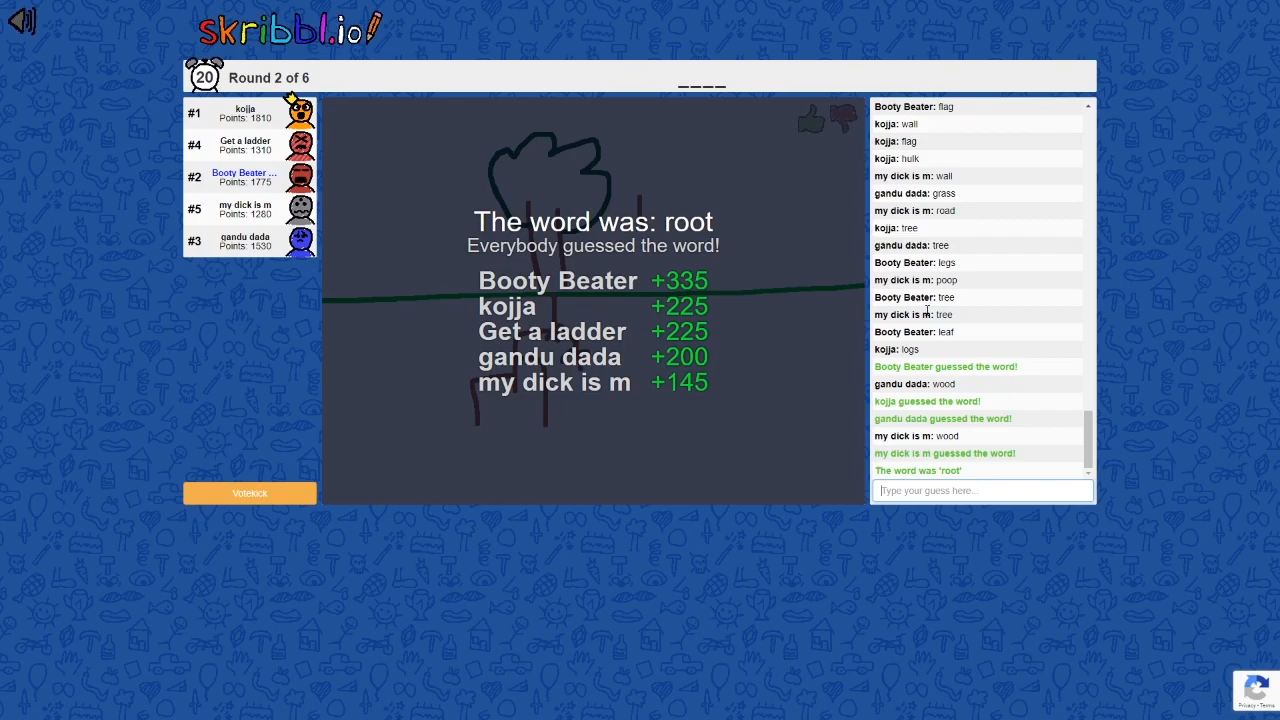 skribbl.io
20
Round 2 of 6
____
#1
kojja
Points: 1810
#4
Get a ladder
Points: 1310
#2
Booty Beater ...
Points: 1775
#5
my dick is m
Points: 1280
#3
gandu dada
Points: 1530
Votekick
The word was: root
Everybody guessed the word!
Booty Beater +335
kojja +225
Get a ladder +225
gandu dada +200
my dick is m +145
Booty Beater: flag
kojja: wall
kojja: flag
kojja: hulk
my dick is m: wall
gandu dada: grass
my dick is m: road
kojja: tree
gandu dada: tree
Booty Beater: legs
my dick is m: poop
Booty Beater: tree
my dick is m: tree
Booty Beater: leaf
kojja: logs
Booty Beater guessed the word!
gandu dada: wood
kojja guessed the word!
gandu dada guessed the word!
my dick is m: wood
my dick is m guessed the word!
The word was 'root'
Type your guess here...
Privacy - Terms